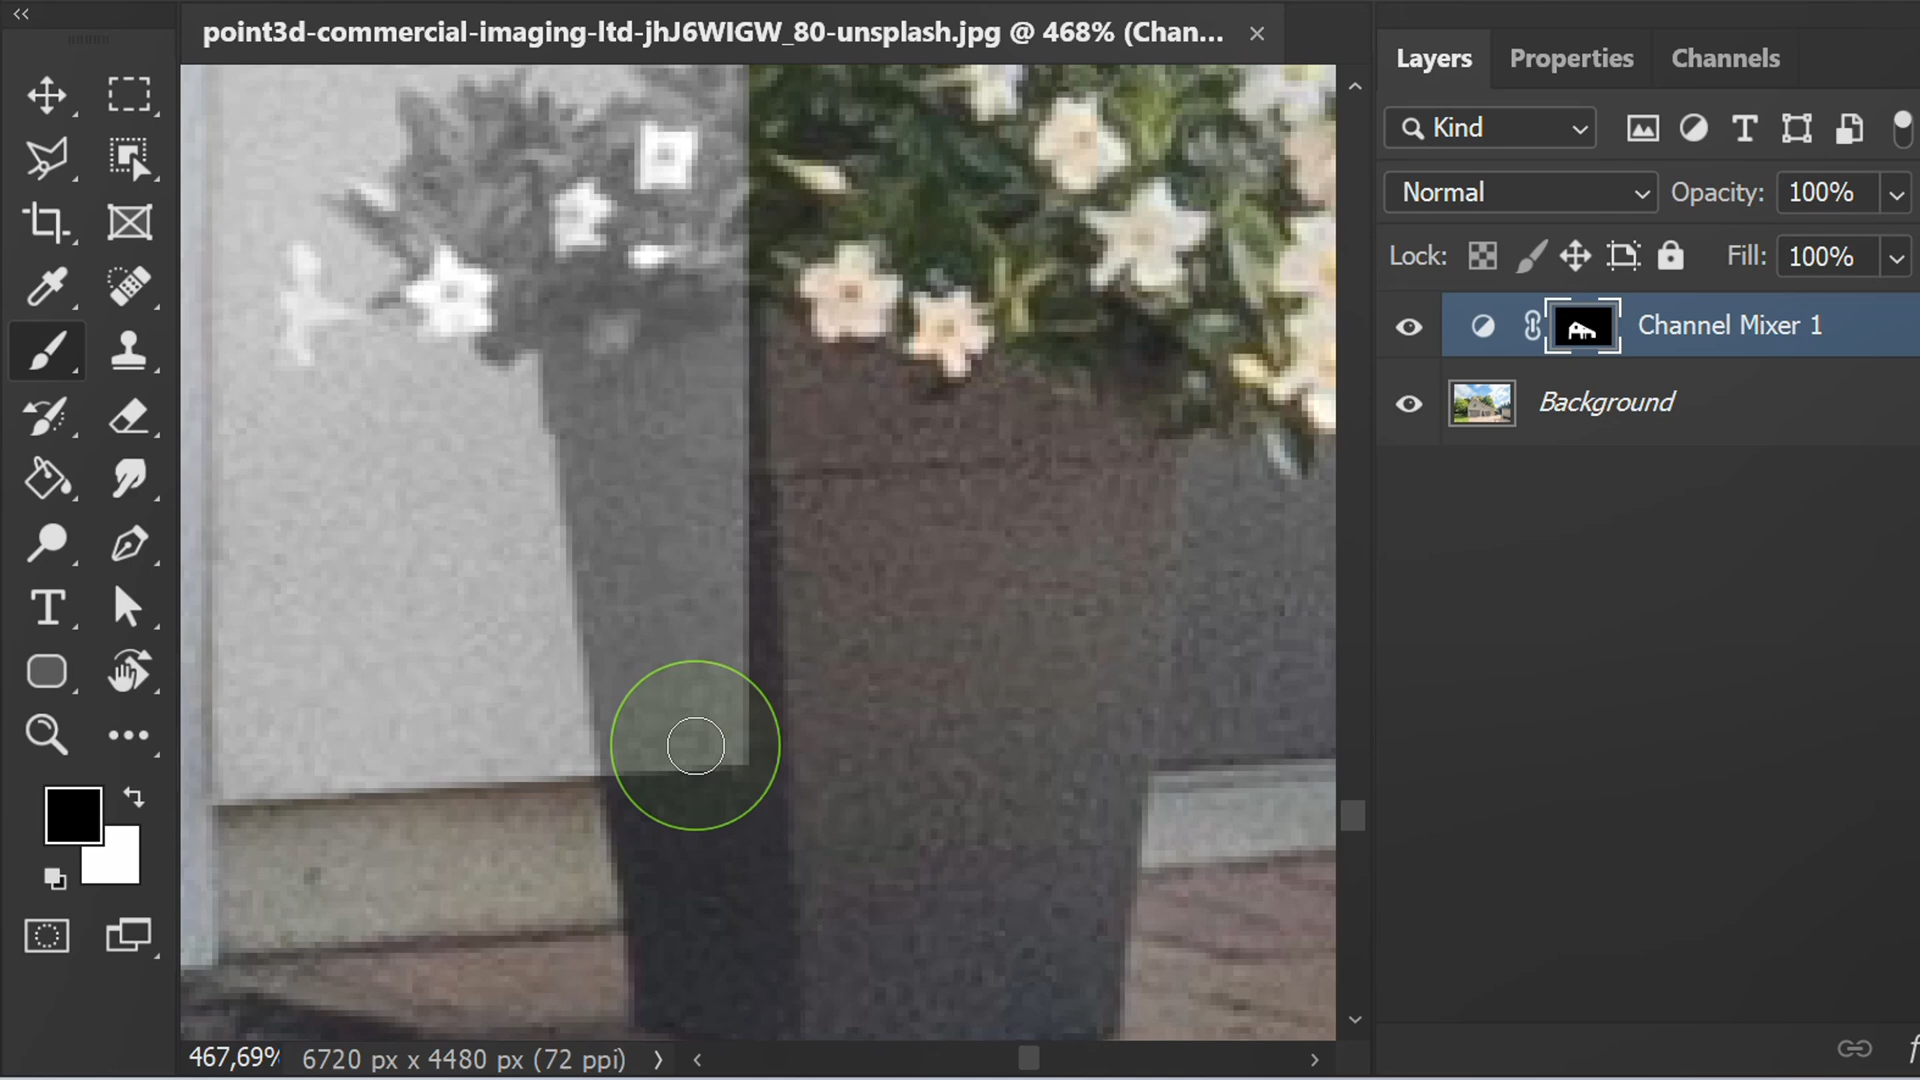 point3d-commercial-imaging-ltd-jhJ6WIGW_80-unsplash.jpg @ 468% (Chan...
Layers Properties Channels
Kind
Normal Opacity: 100%
Lock: Fill: 100%
Channel Mixer 1
Background
467,69% 6720 px x 4480 px (72 ppi)